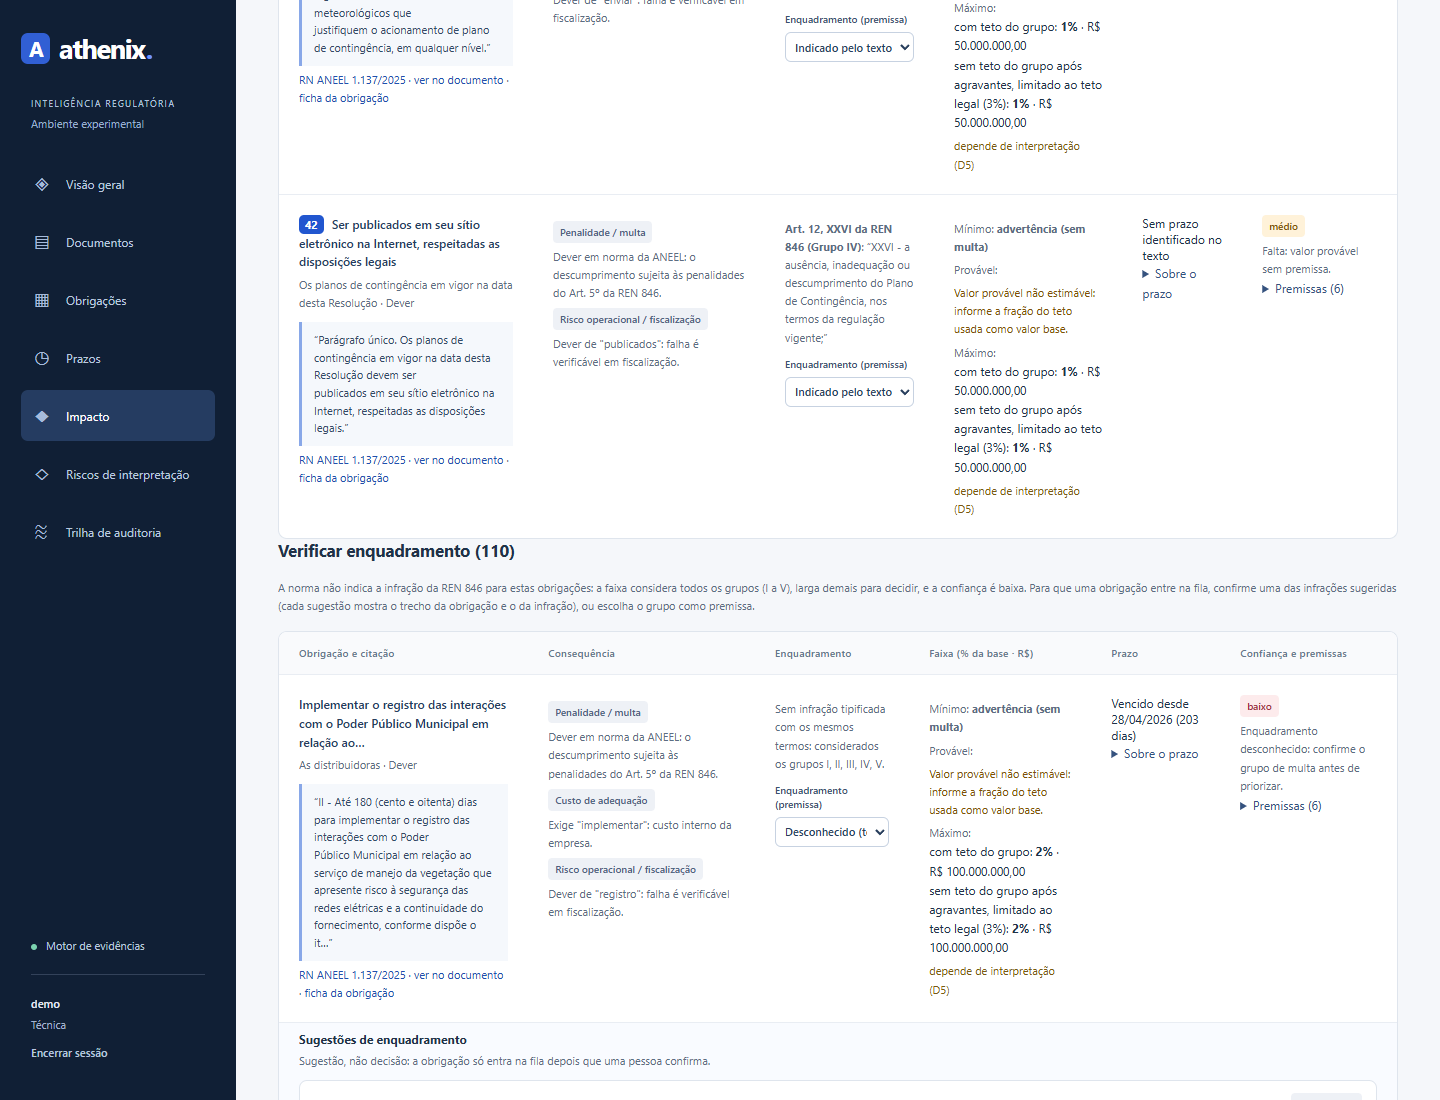 A athenix.
INTELIGÊNCIA REGULATÓRIA
Ambiente experimental
Visão geral
Documentos
Obrigações
Prazos
Impacto
Riscos de interpretação
Trilha de auditoria
Motor de evidências
demo
Técnica
Encerrar sessão
meteorológicos que
justifiquem o acionamento de plano
de contingência, em qualquer nível.”
RN ANEEL 1.137/2025 · ver no documento ·
ficha da obrigação
fiscalização.
Enquadramento (premissa)
Indicado pelo texto
Máximo:
com teto do grupo: 1% · R$
50.000.000,00
sem teto do grupo após
agravantes, limitado ao teto
legal (3%): 1% · R$
50.000.000,00
depende de interpretação
(D5)
42 Ser publicados em seu sítio
eletrônico na Internet, respeitadas as
disposições legais
Os planos de contingência em vigor na data
desta Resolução · Dever
“Parágrafo único. Os planos de
contingência em vigor na data desta
Resolução devem ser
publicados em seu sítio eletrônico na
Internet, respeitadas as disposições
legais.”
RN ANEEL 1.137/2025 · ver no documento ·
ficha da obrigação
Penalidade / multa
Dever em norma da ANEEL: o
descumprimento sujeita às penalidades
do Art. 5º da REN 846.
Risco operacional / fiscalização
Dever de “publicados”: falha é
verificável em fiscalização.
Art. 12, XXVI da REN
846 (Grupo IV): “XXVI - a
ausência, inadequação ou
descumprimento do Plano
de Contingência, nos
termos da regulação
vigente;”
Enquadramento (premissa)
Indicado pelo texto
Mínimo: advertência (sem
multa)
Provável:
Valor provável não estimável:
informe a fração do teto
usada como valor base.
Máximo:
com teto do grupo: 1% · R$
50.000.000,00
sem teto do grupo após
agravantes, limitado ao teto
legal (3%): 1% · R$
50.000.000,00
depende de interpretação
(D5)
Sem prazo
identificado no
texto
Sobre o
prazo
médio
Falta: valor provável
sem premissa.
Premissas (6)
Verificar enquadramento (110)
A norma não indica a infração da REN 846 para estas obrigações: a faixa considera todos os grupos (I a V), larga demais para decidir, e a confiança é baixa. Para que uma obrigação entre na fila, confirme uma das infrações sugeridas
(cada sugestão mostra o trecho da obrigação e o da infração), ou escolha o grupo como premissa.
Obrigação e citação
Consequência
Enquadramento
Faixa (% da base · R$)
Prazo
Confiança e premissas
Implementar o registro das interações
com o Poder Público Municipal em
relação ao...
As distribuidoras · Dever
“II - Até 180 (cento e oitenta) dias
para implementar o registro das
interações com o Poder
Público Municipal em relação ao
serviço de manejo da vegetação que
apresente risco à segurança das
redes elétricas e a continuidade do
fornecimento, conforme dispõe o
it...”
RN ANEEL 1.137/2025 · ver no documento
· ficha da obrigação
Penalidade / multa
Dever em norma da ANEEL: o
descumprimento sujeita às
penalidades do Art. 5º da REN 846.
Custo de adequação
Exige “implementar”: custo interno da
empresa.
Risco operacional / fiscalização
Dever de “registro”: falha é verificável
em fiscalização.
Sem infração tipificada
com os mesmos
termos: considerados
os grupos I, II, III, IV, V.
Enquadramento
(premissa)
Desconhecido (t
Mínimo: advertência (sem
multa)
Provável:
Valor provável não estimável:
informe a fração do teto
usada como valor base.
Máximo:
com teto do grupo: 2% ·
R$ 100.000.000,00
sem teto do grupo após
agravantes, limitado ao
teto legal (3%): 2% · R$
100.000.000,00
depende de interpretação
(D5)
Vencido desde
28/04/2026 (203
dias)
Sobre o prazo
baixo
Enquadramento
desconhecido: confirme o
grupo de multa antes de
priorizar.
Premissas (6)
Sugestões de enquadramento
Sugestão, não decisão: a obrigação só entra na fila depois que uma pessoa confirma.